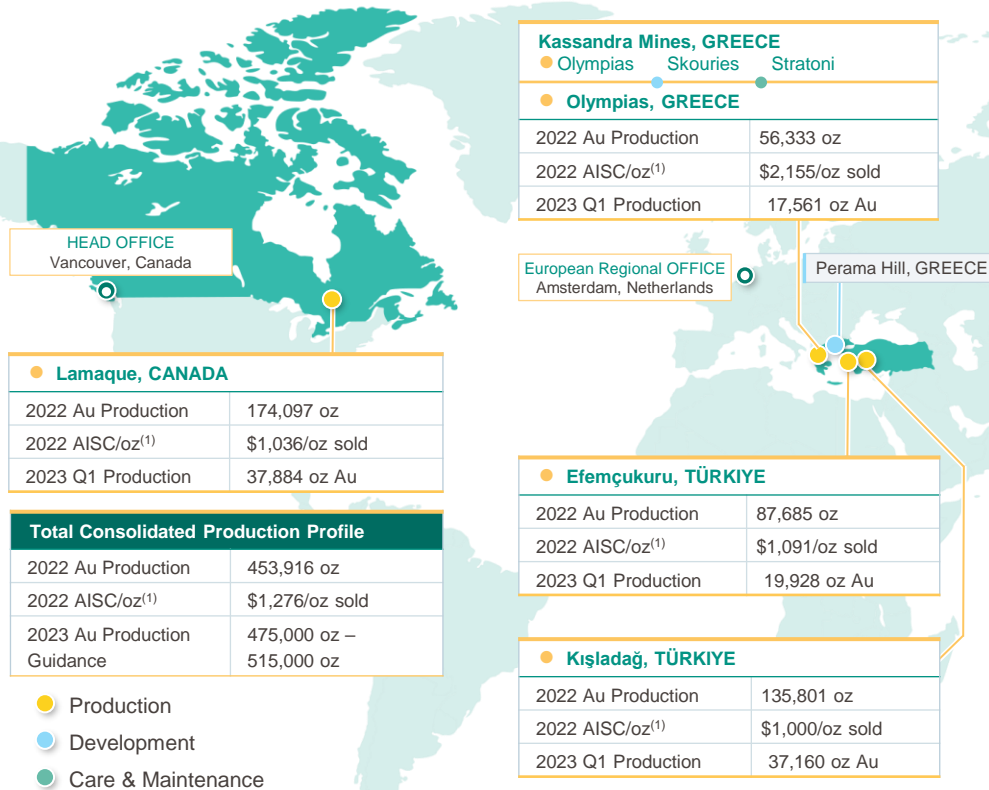 Kassandra Mines, GREECE
Olympias Skouries Stratoni
Olympias, GREECE
2022 Au Production 56,333 oz
2022 AISC/oz(1) $2,155/oz sold
2023 Q1 Production 17,561 oz Au
HEAD OFFICE
Vancouver, Canada
European Regional OFFICE
Amsterdam, Netherlands
Perama Hill, GREECE
Lamaque, CANADA
2022 Au Production 174,097 oz
2022 AISC/oz(1) $1,036/oz sold
2023 Q1 Production 37,884 oz Au
Efemçukuru, TÜRKIYE
2022 Au Production 87,685 oz
2022 AISC/oz(1) $1,091/oz sold
2023 Q1 Production 19,928 oz Au
Total Consolidated Production Profile
2022 Au Production 453,916 oz
2022 AISC/oz(1) $1,276/oz sold
2023 Au Production 475,000 oz –
Guidance 515,000 oz
Kışladağ, TÜRKIYE
2022 Au Production 135,801 oz
2022 AISC/oz(1) $1,000/oz sold
2023 Q1 Production 37,160 oz Au
Production
Development
Care & Maintenance